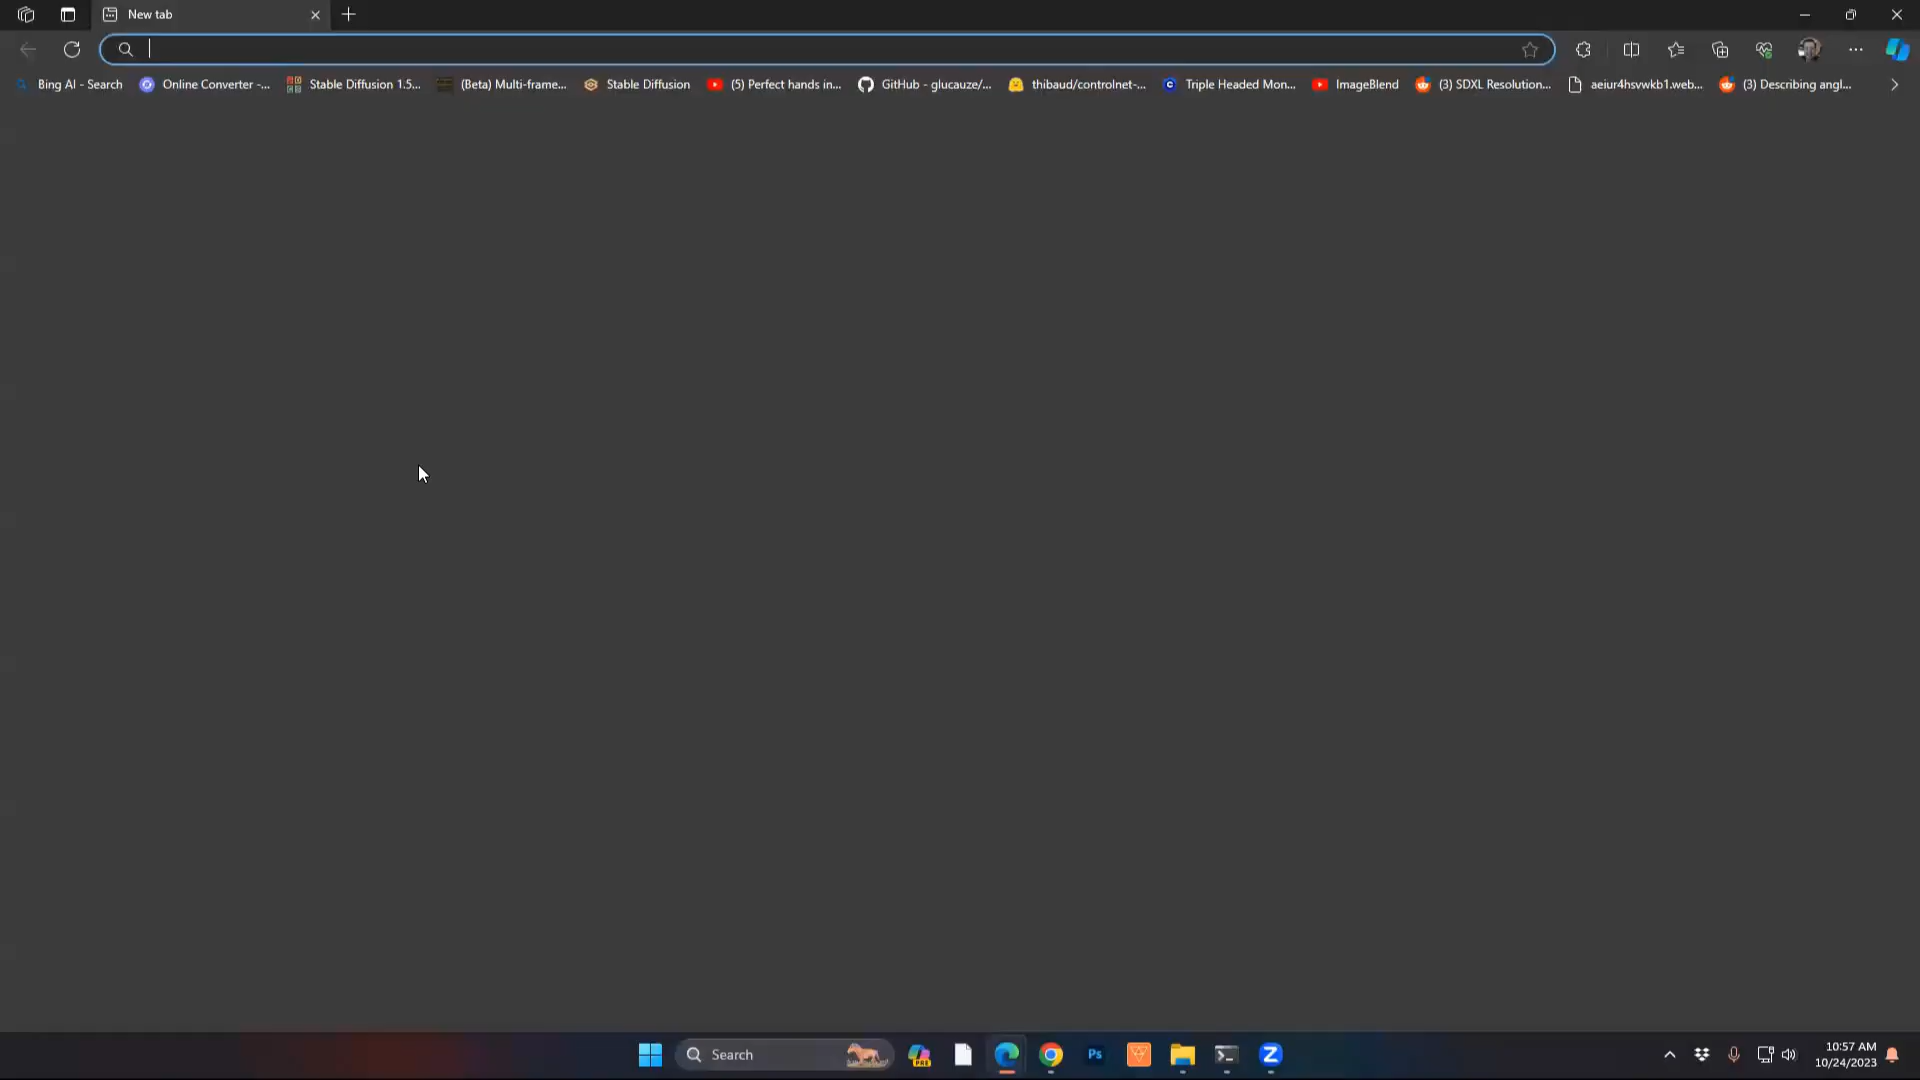 New tab
Bing AI - Search
Online Converter -...
Stable Diffusion 1.5...
(Beta) Multi-frame...
Stable Diffusion
(5) Perfect hands in...
GitHub - glucauze/...
thibaud/controlnet-...
Triple Headed Mon...
ImageBlend
(3) SDXL Resolution...
aeiur4hsvwkb1.web...
(3) Describing angl...
Search
PRE
Ps
Z
10:57 AM
10/24/2023